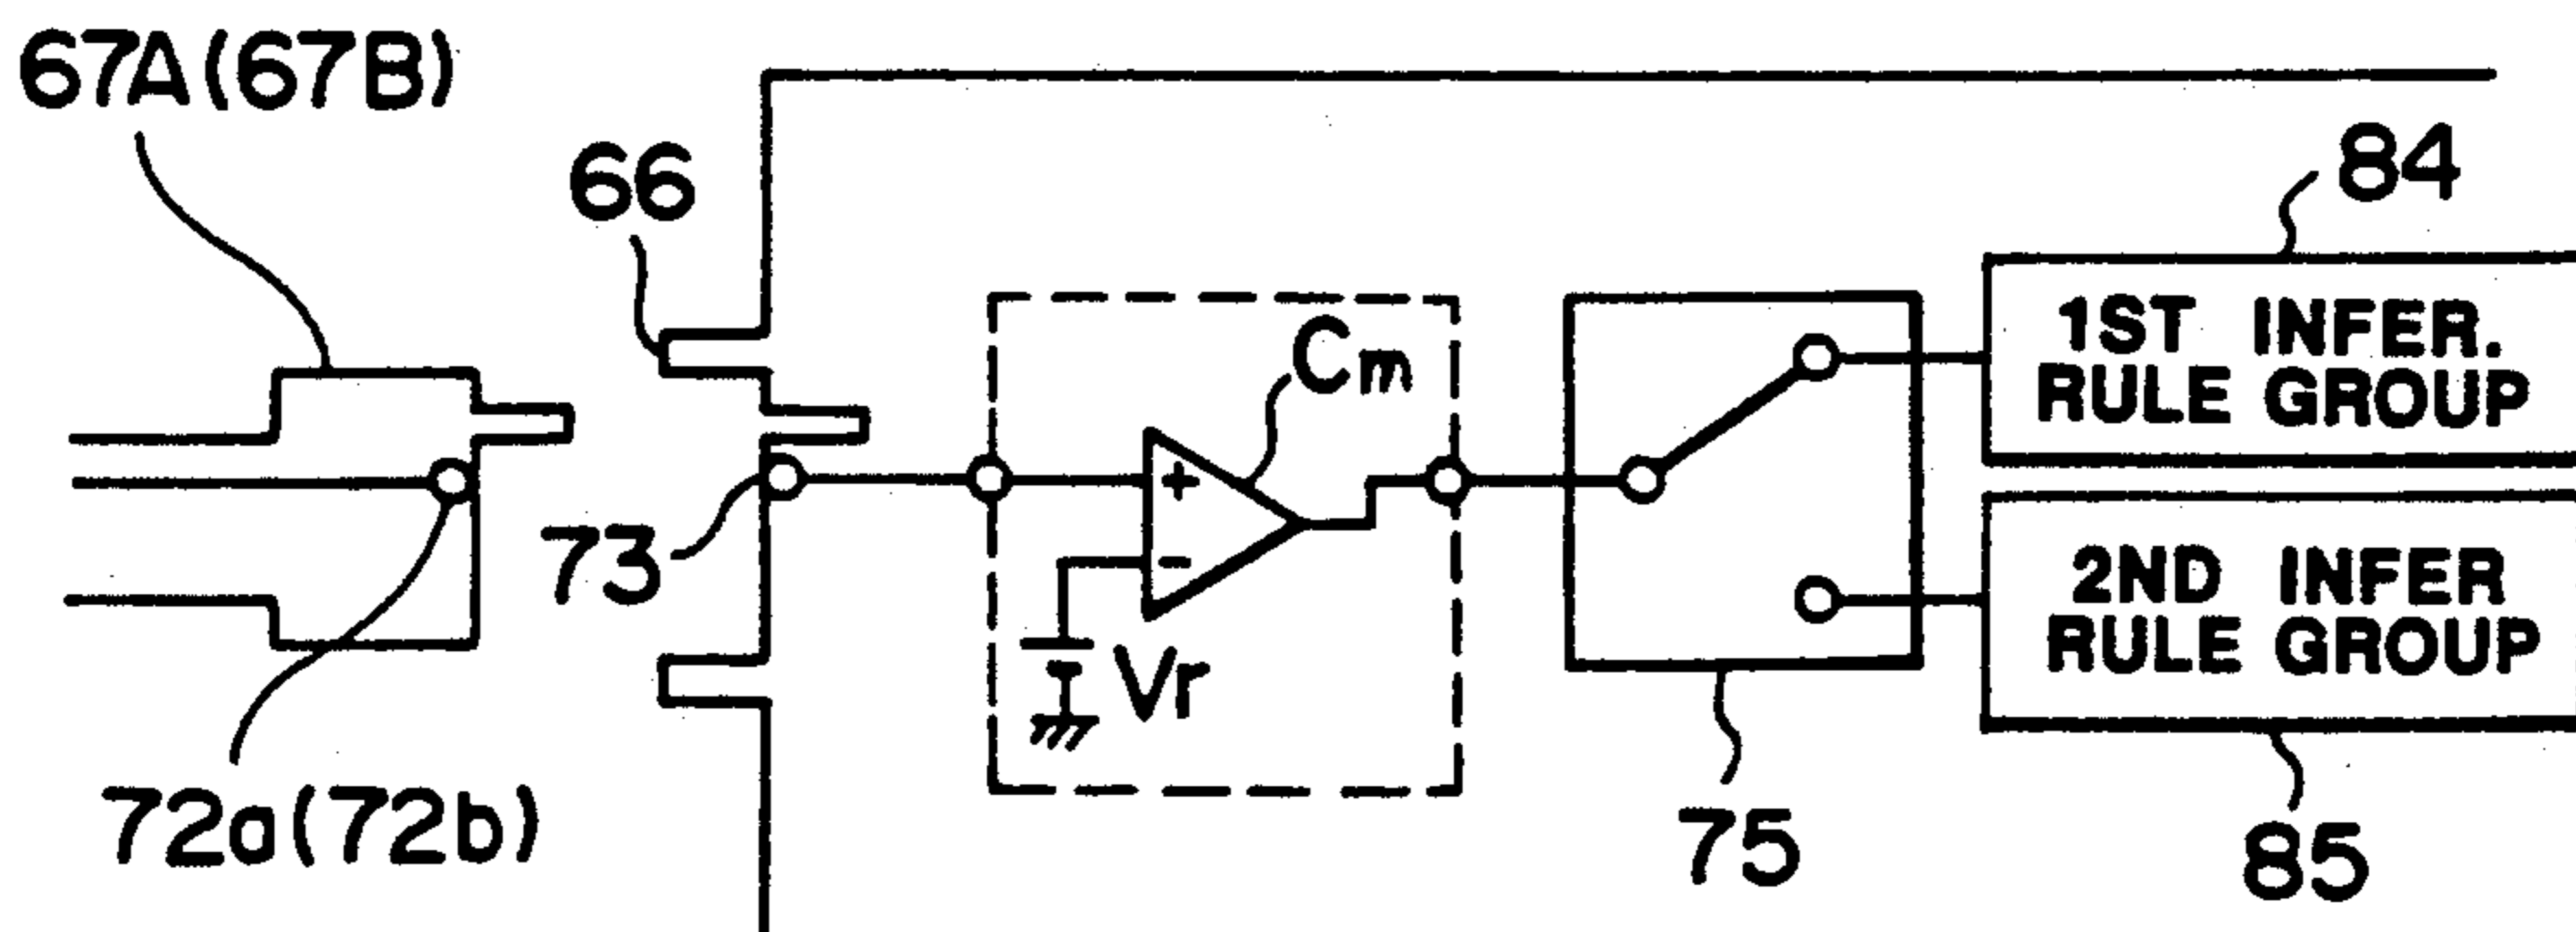 67A(67B)
66
84
1ST INFER.
RULE GROUP
Cm
+
-
73
Vr
2ND INFER
RULE GROUP
72a(72b)
75
85